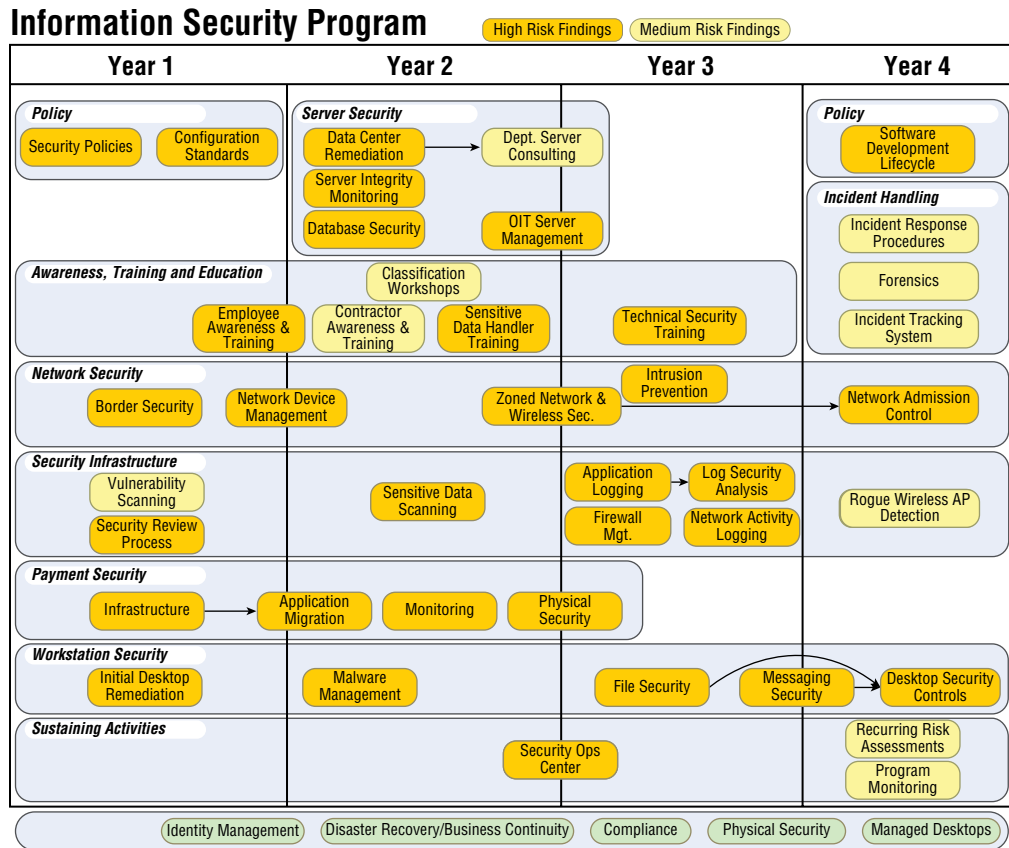 Information Security Program
High Risk Findings
Medium Risk Findings
Year 1
Year 2
Year 3
Year 4
Policy
Security Policies
Configuration
Standards
Server Security
Data Center
Remediation
Dept. Server
Consulting
Server Integrity
Monitoring
Database Security
OIT Server
Management
Policy
Software
Development
Lifecycle
Incident Handling
Incident Response
Procedures
Forensics
Incident Tracking
System
Awareness, Training and Education
Classification
Workshops
Employee
Awareness &
Training
Contractor
Awareness &
Training
Sensitive
Data Handler
Training
Technical Security
Training
Network Security
Border Security
Network Device
Management
Zoned Network &
Wireless Sec.
Intrusion
Prevention
Network Admission
Control
Security Infrastructure
Vulnerability
Scanning
Security Review
Process
Sensitive Data
Scanning
Application
Logging
Log Security
Analysis
Firewall
Mgt.
Network Activity
Logging
Rogue Wireless AP
Detection
Payment Security
Infrastructure
Application
Migration
Monitoring
Physical
Security
Workstation Security
Initial Desktop
Remediation
Malware
Management
File Security
Messaging
Security
Desktop Security
Controls
Sustaining Activities
Security Ops
Center
Recurring Risk
Assessments
Program
Monitoring
Identity Management
Disaster Recovery/Business Continuity
Compliance
Physical Security
Managed Desktops